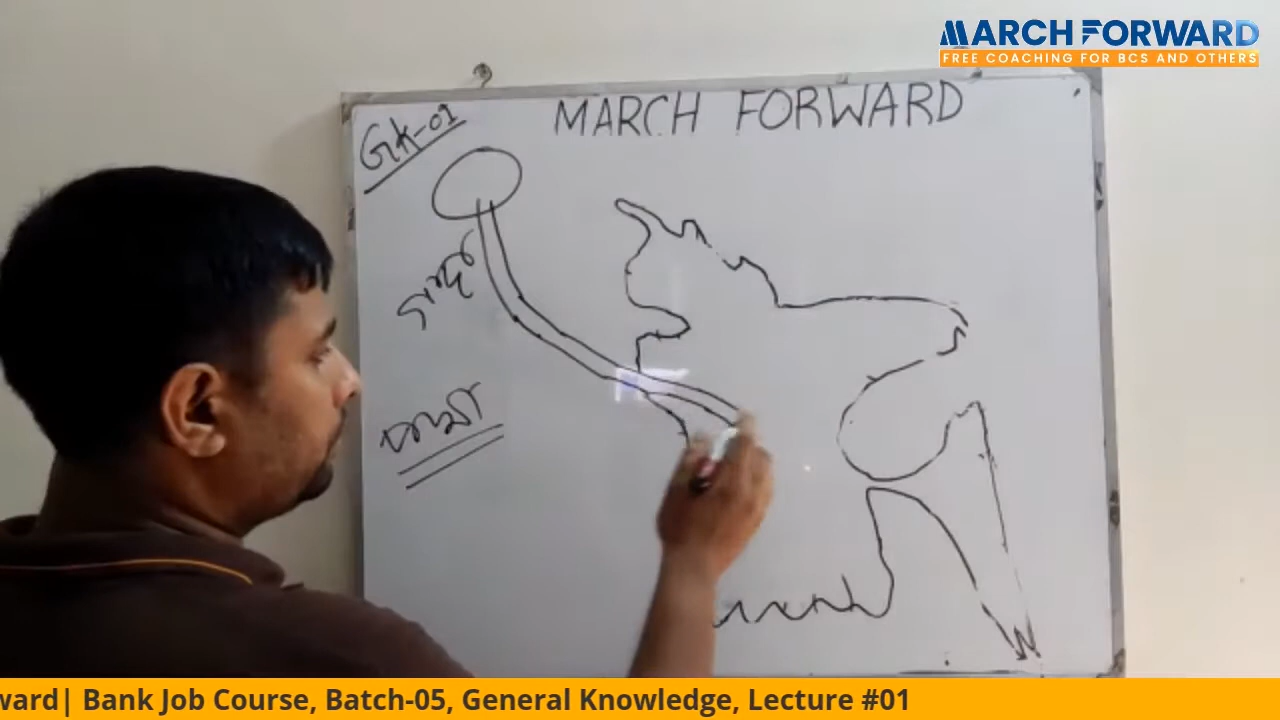 MARCH FORWARD
FREE COACHING FOR BCS AND OTHERS
GK-01
MARCH FORWARD
পদ্মা
ward| Bank Job Course, Batch-05, General Knowledge, Lecture #01